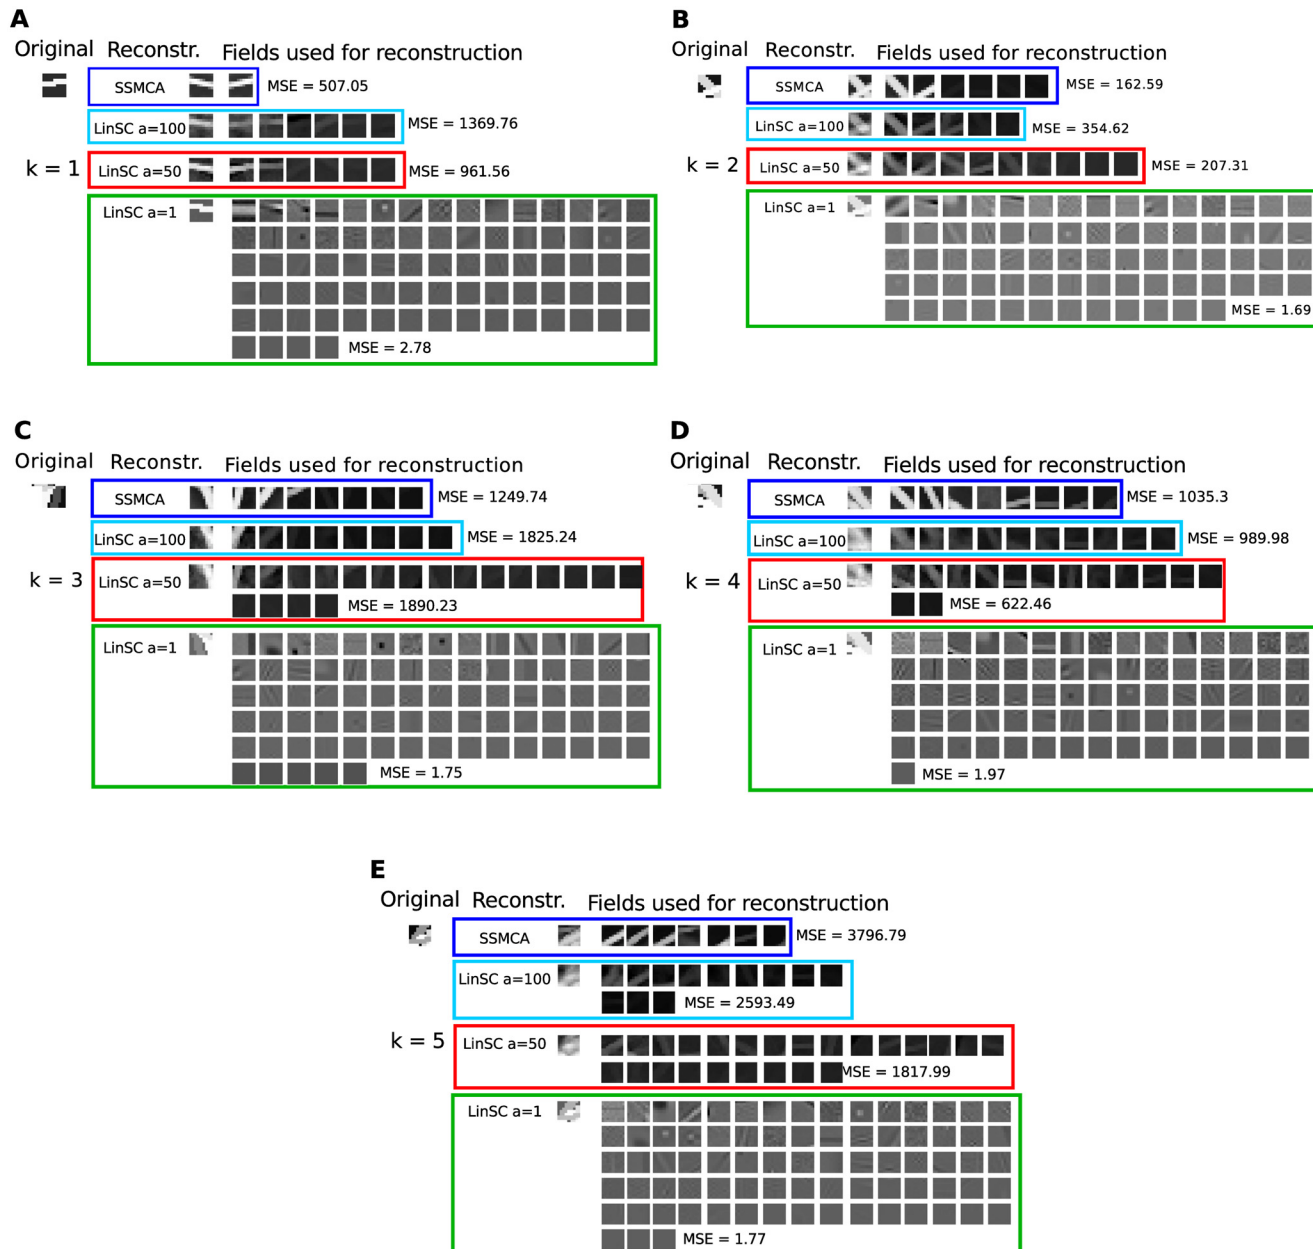 A
Original Reconstr. Fields used for reconstruction
SSMCA MSE = 507.05
LinSC a=100 MSE = 1369.76
k = 1 LinSC a=50 MSE = 961.56
LinSC a=1
MSE = 2.78
B
Original Reconstr. Fields used for reconstruction
SSMCA MSE = 162.59
LinSC a=100 MSE = 354.62
k = 2 LinSC a=50 MSE = 207.31
LinSC a=1
MSE = 1.69
C
Original Reconstr. Fields used for reconstruction
SSMCA MSE = 1249.74
LinSC a=100 MSE = 1825.24
k = 3 LinSC a=50
MSE = 1890.23
LinSC a=1
MSE = 1.75
D
Original Reconstr. Fields used for reconstruction
SSMCA MSE = 1035.3
LinSC a=100 MSE = 989.98
k = 4 LinSC a=50
MSE = 622.46
LinSC a=1
MSE = 1.97
E
Original Reconstr. Fields used for reconstruction
SSMCA MSE = 3796.79
LinSC a=100
MSE = 2593.49
k = 5 LinSC a=50
MSE = 1817.99
LinSC a=1
MSE = 1.77